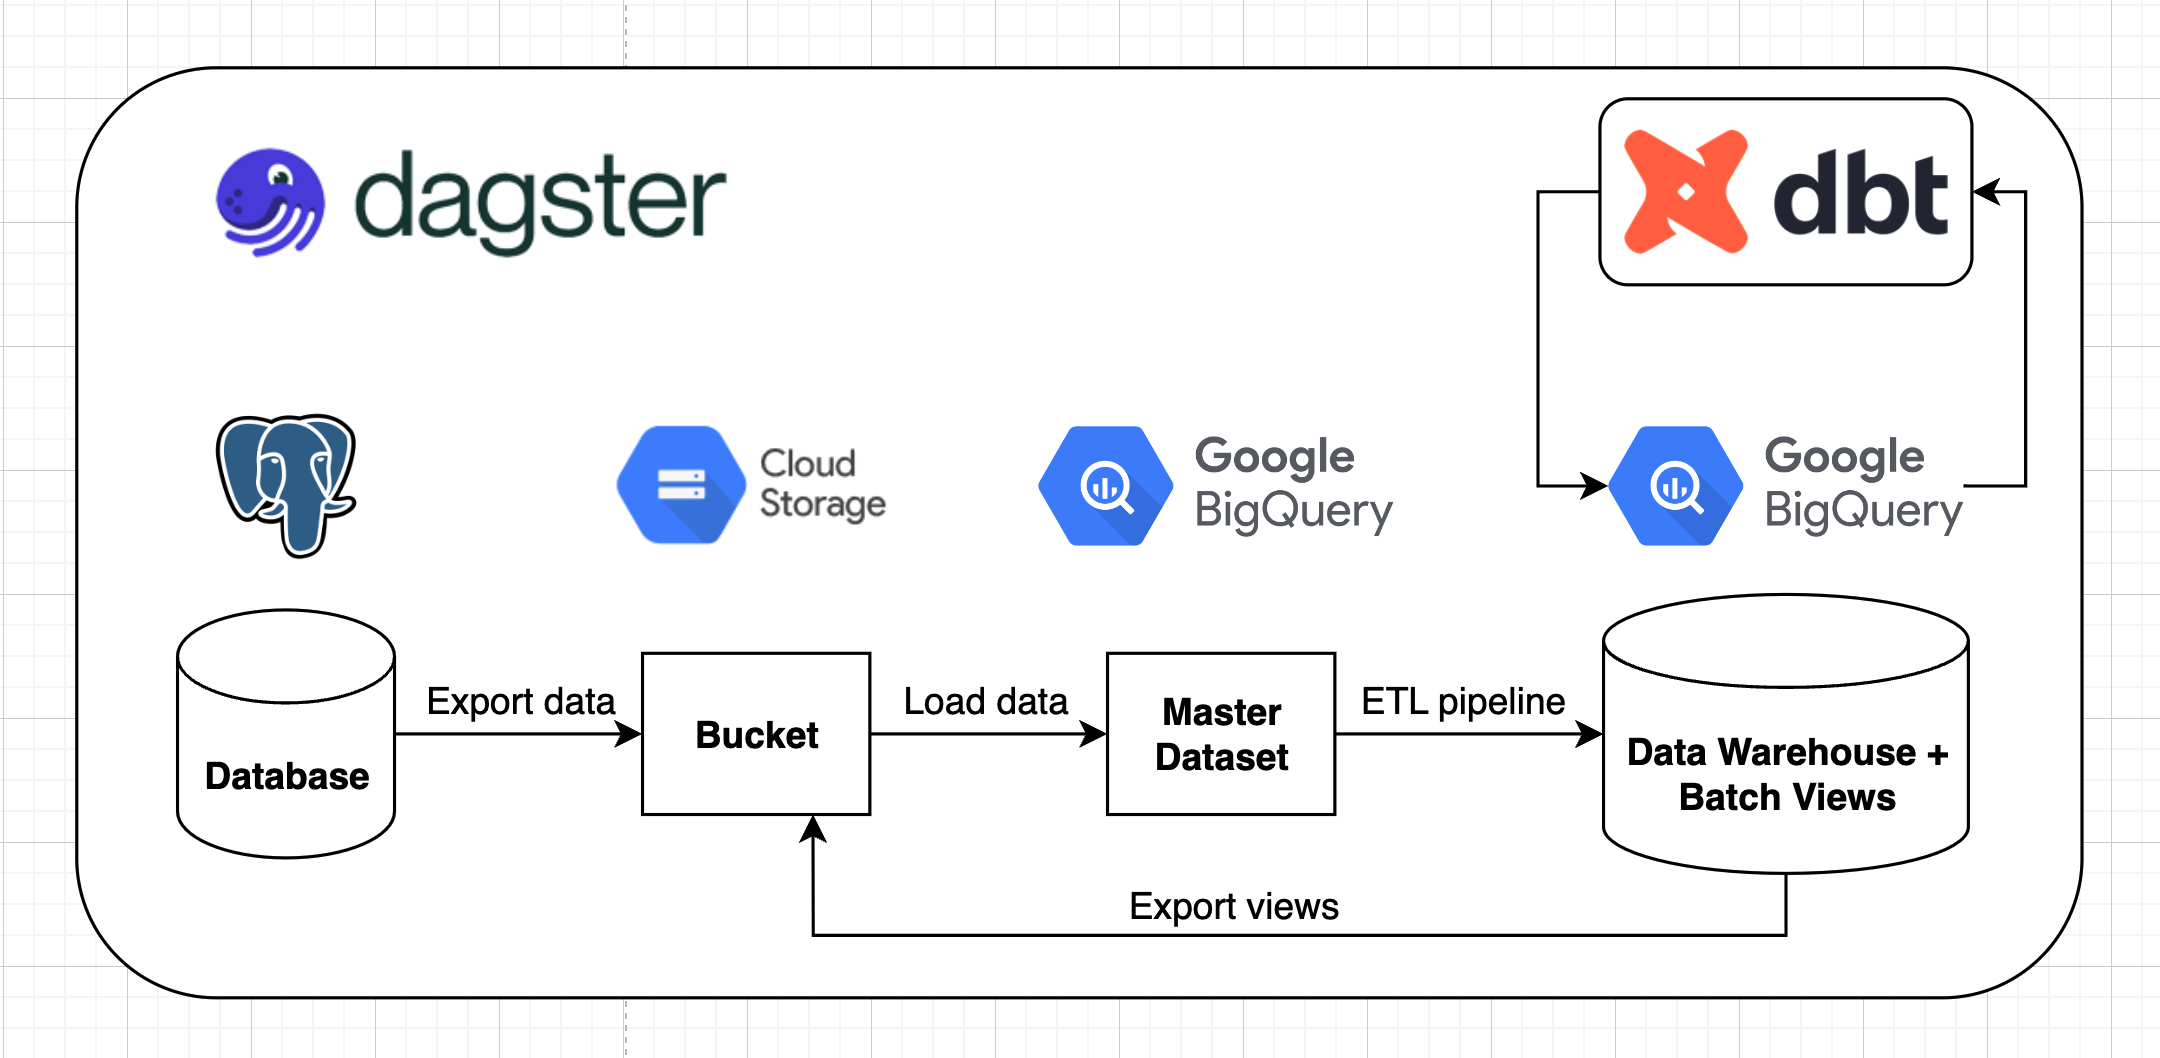 dagster
dbt
Cloud
Storage
Google
BigQuery
Google
BigQuery
Database
Export data
Bucket
Load data
Master
Dataset
ETL pipeline
Data Warehouse +
Batch Views
Export views